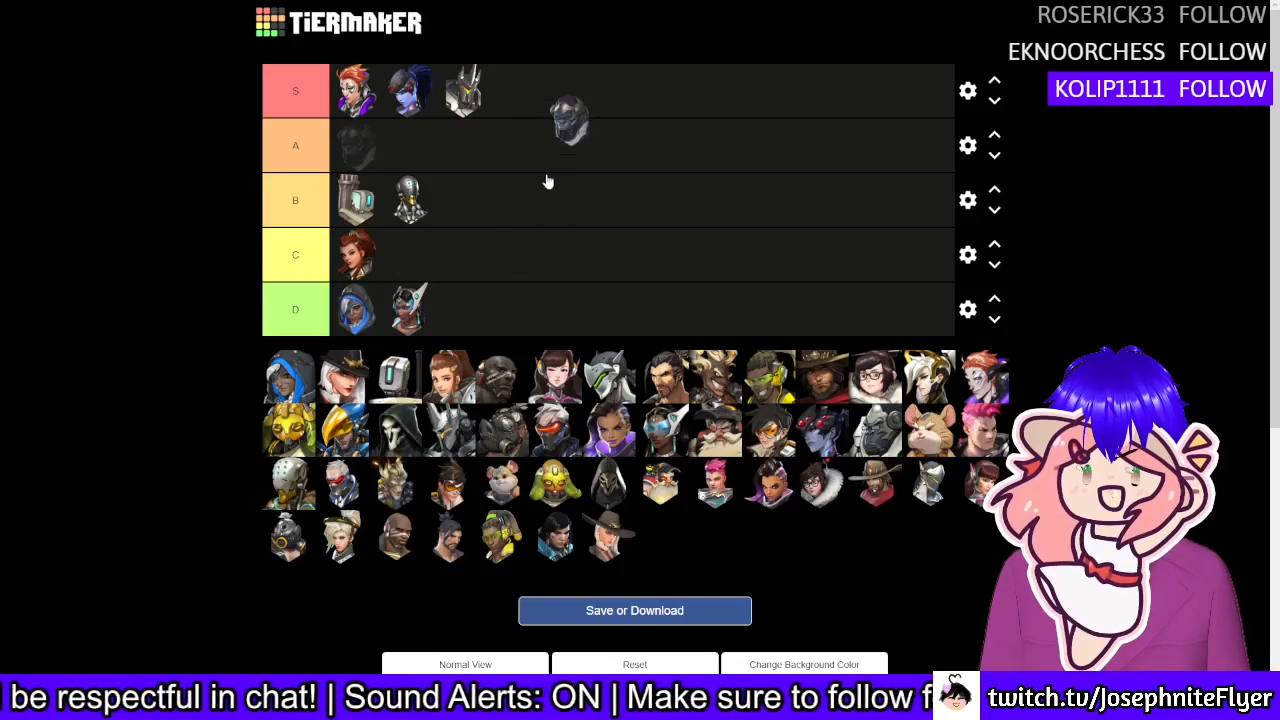 TIERMAKER
ROSERICK33 FOLLOW
EKNOORCHESS FOLLOW
KOLIP1111 FOLLOW
S
A
B
C
D
Save or Download
Normal View
Reset
Change Background Color
be respectful in chat! | Sound Alerts: ON | Make sure to follow
twitch.tv/JosephniteFlyer